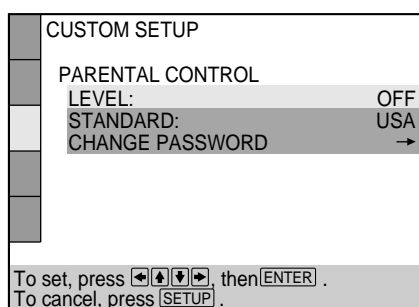 CUSTOM SETUP
PARENTAL CONTROL
LEVEL: OFF
STANDARD: USA
CHANGE PASSWORD →
To set, press ←↑↓→, then ENTER .
To cancel, press SETUP .